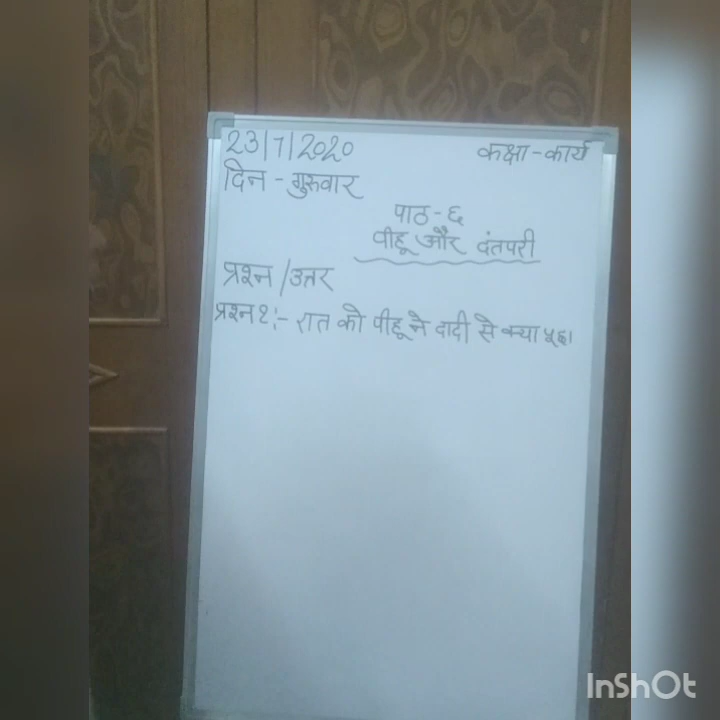 23/7/2020 कक्षा-कार्य
दिन - गुरुवार
पाठ-६
पीहू और दंतपरी
प्रश्न /उत्तर
प्रश्न१:- रात को पीहू ने दादी से क्या पुछा
InShOt